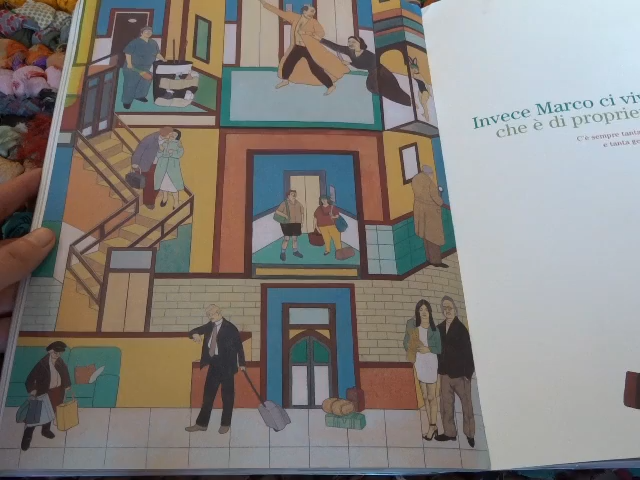 Invece Marco ci viv
che è di proprie
C'è sempre tanta
e tanta ge